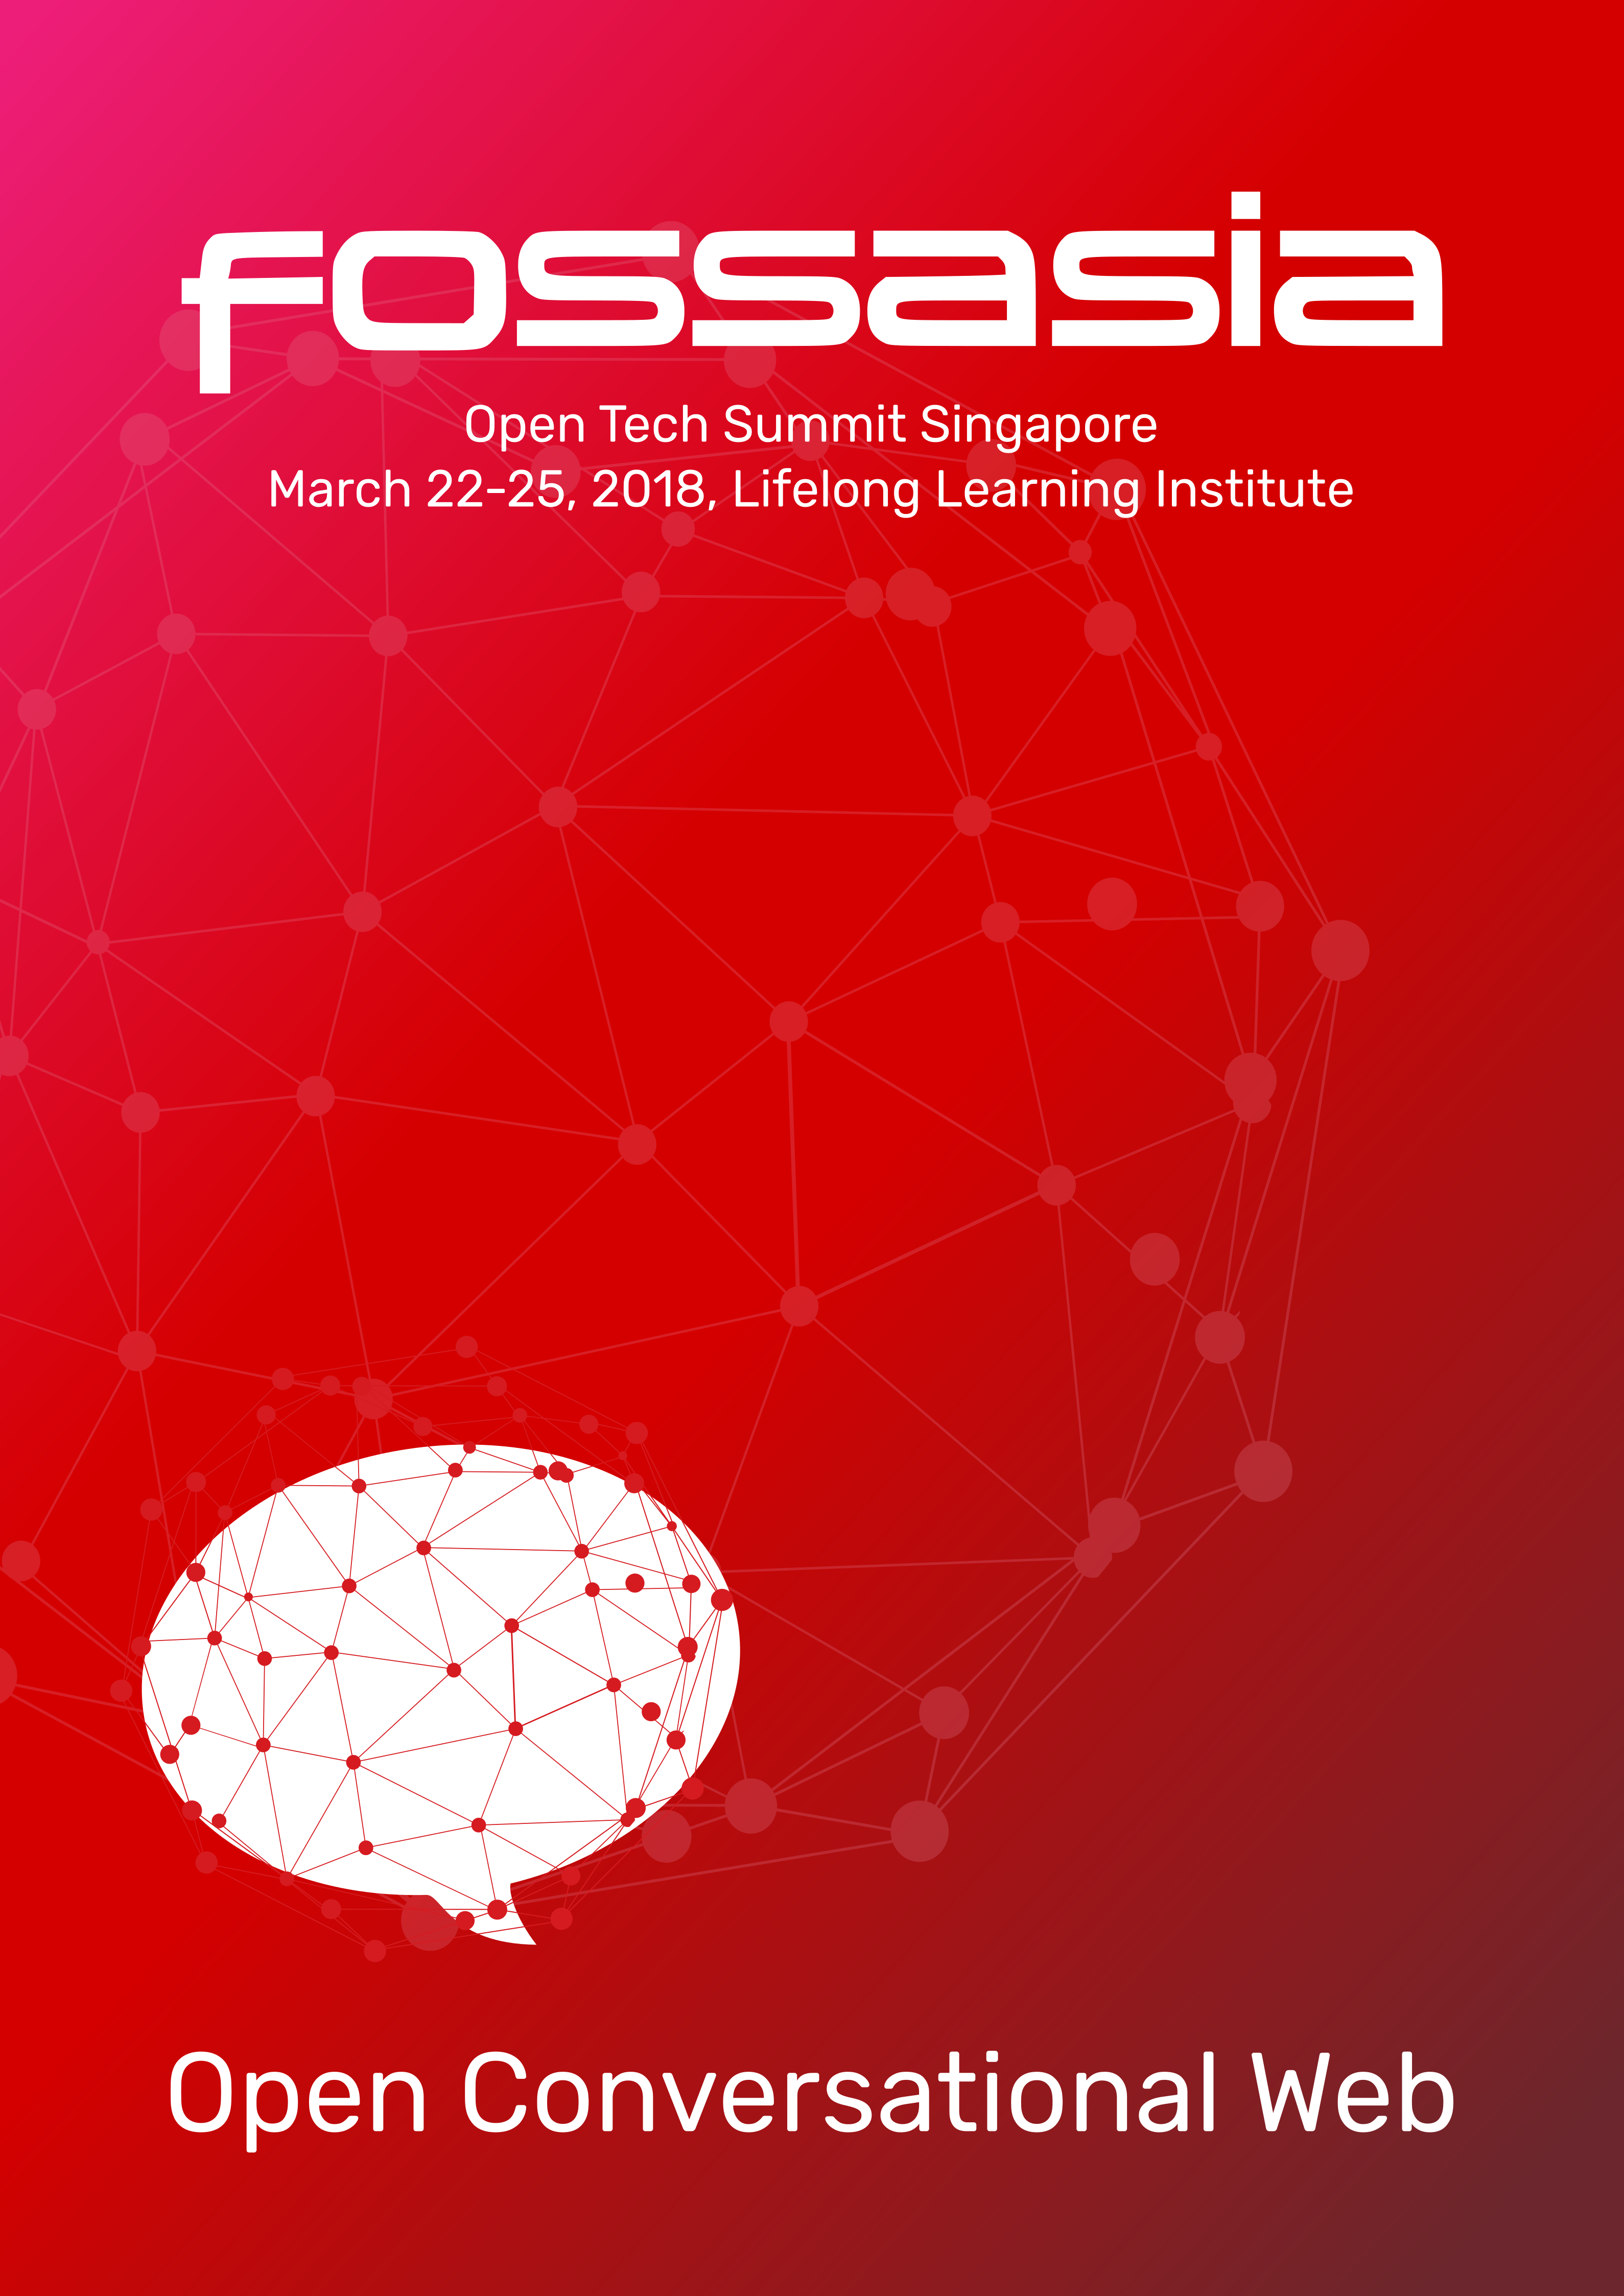 fossasia
Open Tech Summit Singapore
March 22-25, 2018, Lifelong Learning Institute
Open Conversational Web